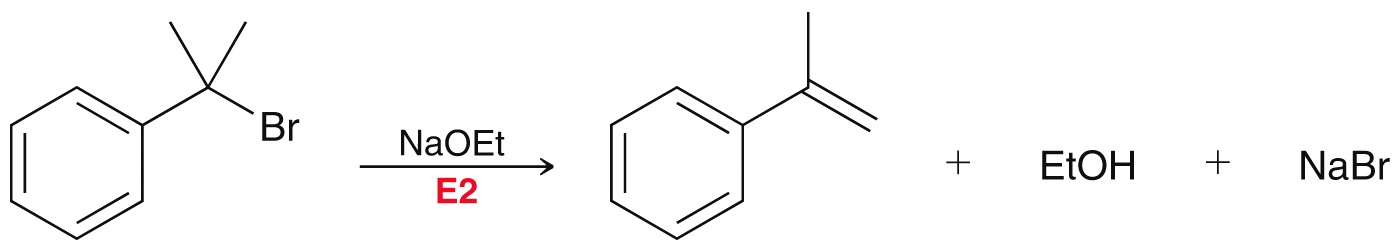 Br
NaOEt
E2
+
EtOH
+
NaBr